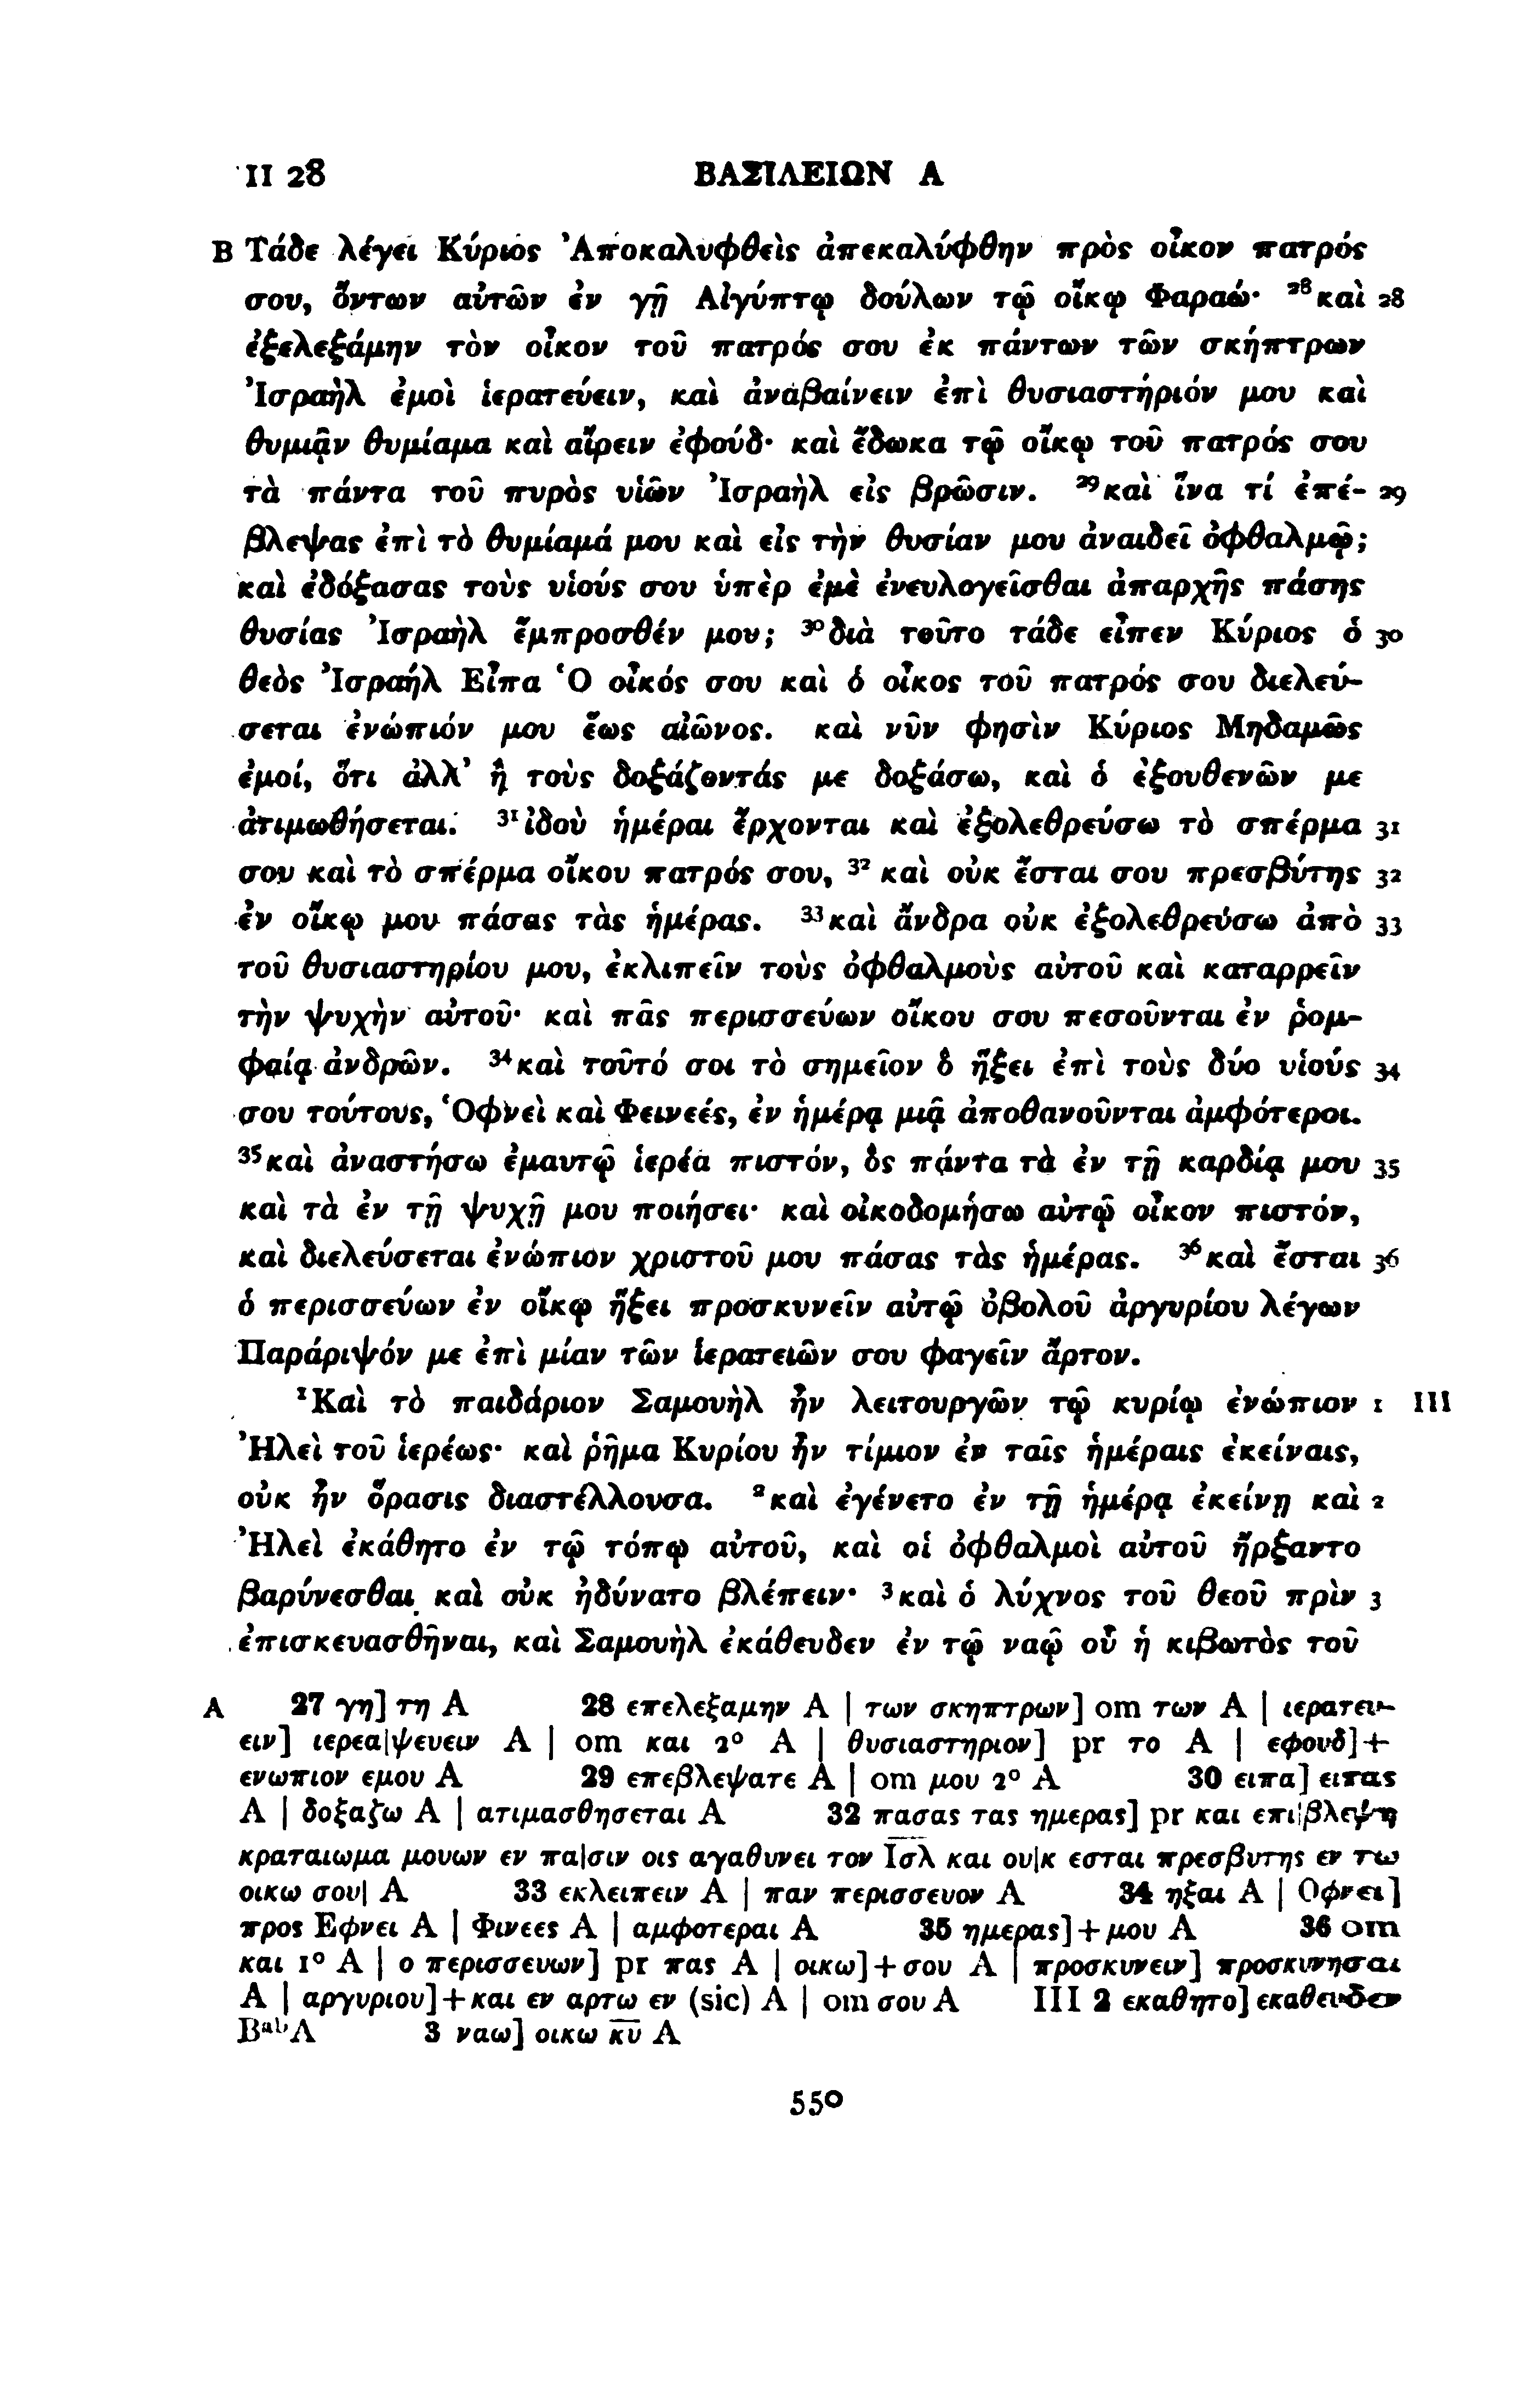 II 28 ΒΑΣΙΛΕΙΩΝ Α
B Τάδε λέγει Κύριος Ἀποκαλυφθεὶς ἀπεκαλύφθην πρὸς οἶκον πατρός
σου, ὄντων αὐτῶν ἐν γῇ Αἰγύπτῳ δούλων τῷ οἴκῳ Φαραώ· ²⁸καὶ 28
ἐξελεξάμην τὸν οἶκον τοῦ πατρός σου ἐκ πάντων τῶν σκήπτρων
Ἰσραὴλ ἐμοὶ ἱερατεύειν, καὶ ἀναβαίνειν ἐπὶ θυσιαστήριόν μου καὶ
θυμιᾷν θυμίαμα καὶ αἴρειν ἐφούδ· καὶ ἔδωκα τῷ οἴκῳ τοῦ πατρός σου
τὰ πάντα τοῦ πυρὸς υἱῶν Ἰσραὴλ εἰς βρῶσιν. ²⁹καὶ ἵνα τί ἐπέ- 29
βλεψας ἐπὶ τὸ θυμίαμά μου καὶ εἰς τὴν θυσίαν μου ἀναιδεῖ ὀφθαλμῷ;
καὶ ἐδόξασας τοὺς υἱούς σου ὑπὲρ ἐμὲ ἐνευλογεῖσθαι ἀπαρχῆς πάσης
θυσίας Ἰσραὴλ ἔμπροσθέν μου; ³⁰διὰ τοῦτο τάδε εἶπεν Κύριος ὁ 30
θεὸς Ἰσραήλ Εἶπα Ὁ οἶκός σου καὶ ὁ οἶκος τοῦ πατρός σου διελεύ-
σεται ἐνώπιόν μου ἕως αἰῶνος. καὶ νῦν φησὶν Κύριος Μηδαμῶς
ἐμοί, ὅτι ἀλλ’ ἢ τοὺς δοξάζοντάς με δοξάσω, καὶ ὁ ἐξουθενῶν με
ἀτιμωθήσεται. ³¹ἰδοὺ ἡμέραι ἔρχονται καὶ ἐξολεθρεύσω τὸ σπέρμα 31
σου καὶ τὸ σπέρμα οἴκου πατρός σου, ³² καὶ οὐκ ἔσται σου πρεσβύτης 32
ἐν οἴκῳ μου πάσας τὰς ἡμέρας. ³³καὶ ἄνδρα οὐκ ἐξολεθρεύσω ἀπὸ 33
τοῦ θυσιαστηρίου μου, ἐκλιπεῖν τοὺς ὀφθαλμοὺς αὐτοῦ καὶ καταρρεῖν
τὴν ψυχὴν αὐτοῦ· καὶ πᾶς περισσεύων οἴκου σου πεσοῦνται ἐν ῥομ-
φαίᾳ ἀνδρῶν. ³⁴καὶ τοῦτό σοι τὸ σημεῖον ὃ ἥξει ἐπὶ τοὺς δύο υἱούς 34
σου τούτους, Ὀφνεὶ καὶ Φεινεές, ἐν ἡμέρᾳ μιᾷ ἀποθανοῦνται ἀμφότεροι.
³⁵καὶ ἀναστήσω ἐμαυτῷ ἱερέα πιστόν, ὃς πάντα τὰ ἐν τῇ καρδίᾳ μου 35
καὶ τὰ ἐν τῇ ψυχῇ μου ποιήσει· καὶ οἰκοδομήσω αὐτῷ οἶκον πιστόν,
καὶ διελεύσεται ἐνώπιον χριστοῦ μου πάσας τὰς ἡμέρας. ³⁶καὶ ἔσται 36
ὁ περισσεύων ἐν οἴκῳ ἥξει προσκυνεῖν αὐτῷ ὀβολοῦ ἀργυρίου λέγων
Παράριψόν με ἐπὶ μίαν τῶν ἱερατειῶν σου φαγεῖν ἄρτον.
¹Καὶ τὸ παιδάριον Σαμουὴλ ἦν λειτουργῶν τῷ κυρίῳ ἐνώπιον 1 III
Ἠλεὶ τοῦ ἱερέως· καὶ ῥῆμα Κυρίου ἦν τίμιον ἐν ταῖς ἡμέραις ἐκείναις,
οὐκ ἦν ὅρασις διαστέλλουσα. ²καὶ ἐγένετο ἐν τῇ ἡμέρᾳ ἐκείνῃ καὶ 2
Ἠλεὶ ἐκάθητο ἐν τῷ τόπῳ αὐτοῦ, καὶ οἱ ὀφθαλμοὶ αὐτοῦ ἤρξαντο
βαρύνεσθαι καὶ οὐκ ἠδύνατο βλέπειν· ³καὶ ὁ λύχνος τοῦ θεοῦ πρὶν 3
ἐπισκευασθῆναι, καὶ Σαμουὴλ ἐκάθευδεν ἐν τῷ ναῷ οὗ ἡ κιβωτὸς τοῦ
A 27 γη] τη A 28 επελεξαμην A | των σκηπτρων] om των A | ιερατευ-
ειν] ιερεα|ψευειν A | om και 2° A | θυσιαστηριον] pr το A | εφουδ]+
ενωπιον εμου A 29 επεβλεψατε A | om μου 2° A 30 ειπα] ειπας
A | δοξαζω A | ατιμασθησεται A 32 πασας τας ημερας] pr και επι|βλεψη
κραταιωμα μουων εν πα|σιν οις αγαθυνει τον Ισλ και ου|κ εσται πρεσβυτης εν τω
οικω σου| A 33 εκλειπειν A | παν περισσευον A 34 ηξαι A | Οφνει]
προς Εφνει A | Φινεες A | αμφοτεραι A 35 ημερας]+μου A 36 om
και 1° A | ο περισσευων] pr πας A | οικω]+σου A | προσκυνειν] προσκυνησαι
A | αργυριου]+και εν αρτω εν (sic) A | om σου A III 2 εκαθητο] εκαθευδεν
BᵃᵇA 3 ναω] οικω κυ A
550